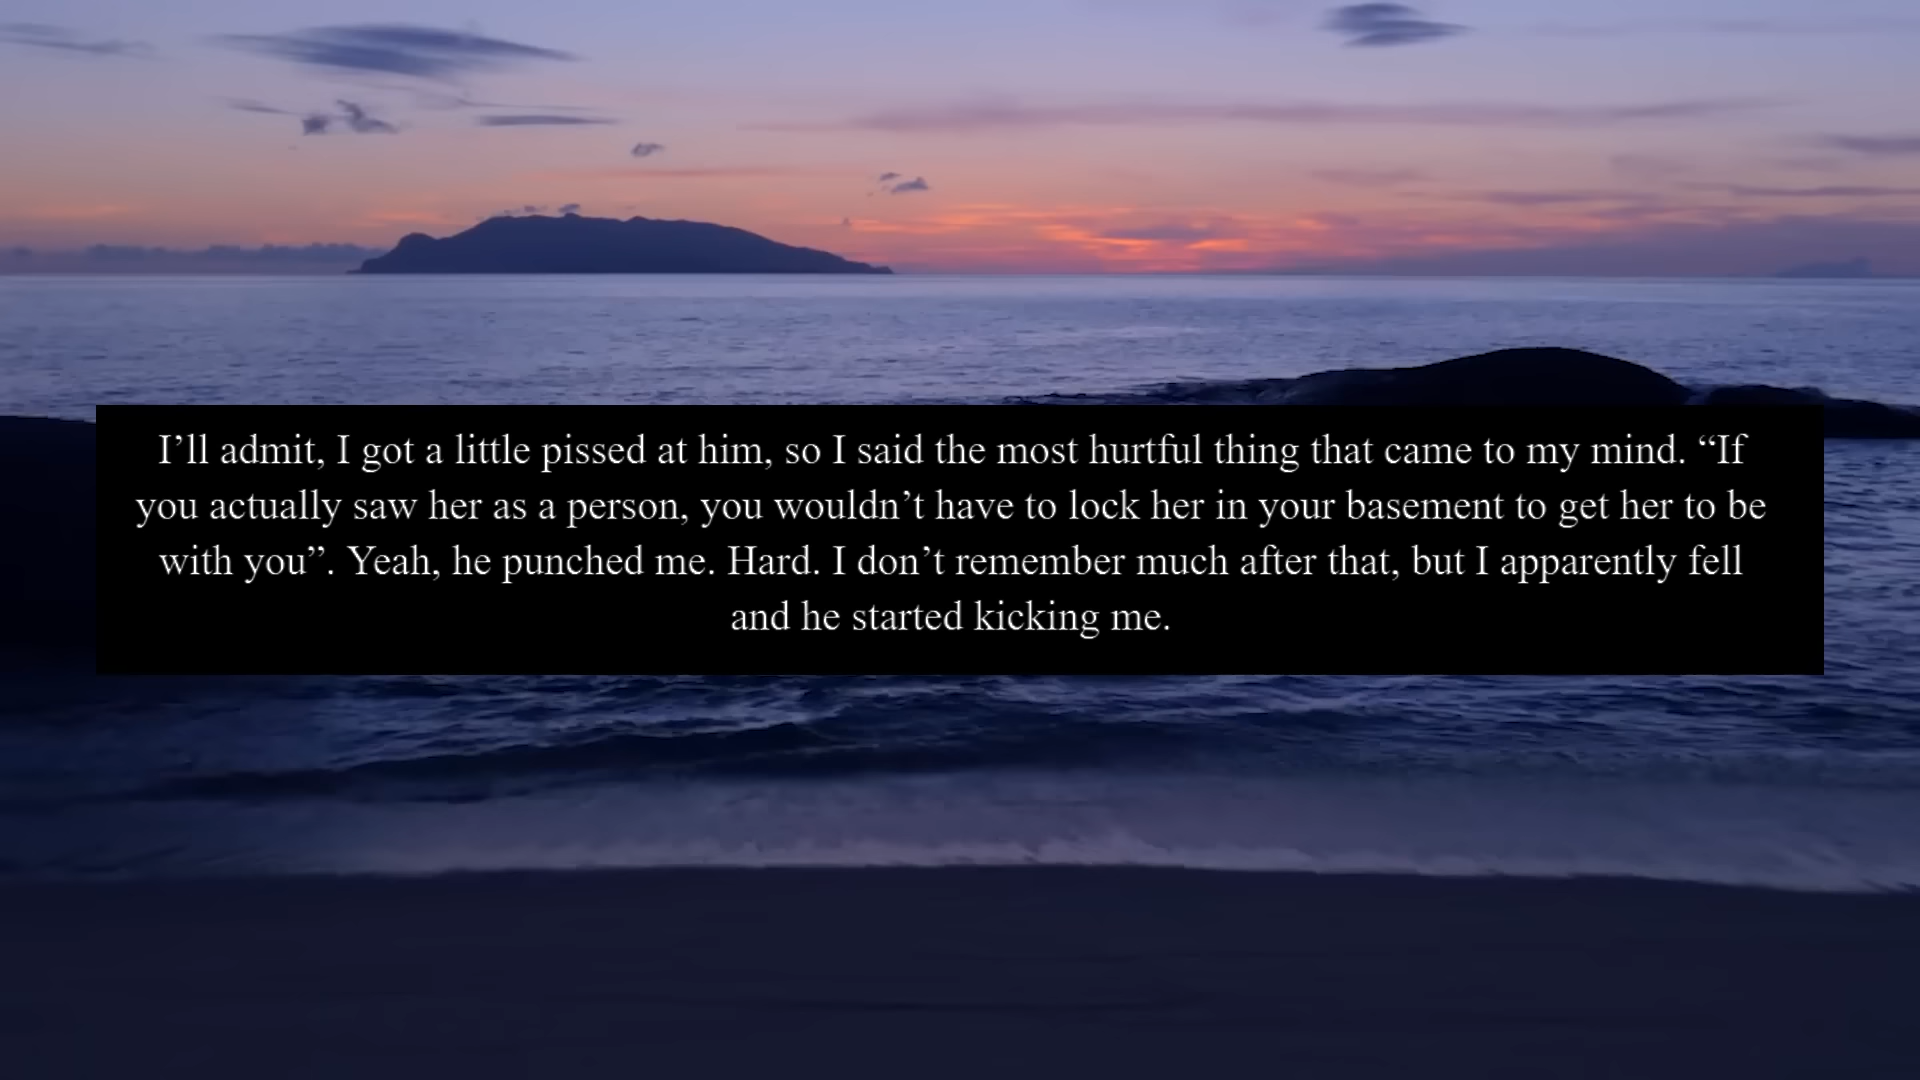 I’ll admit, I got a little pissed at him, so I said the most hurtful thing that came to my mind. “If
you actually saw her as a person, you wouldn’t have to lock her in your basement to get her to be
with you”. Yeah, he punched me. Hard. I don’t remember much after that, but I apparently fell
and he started kicking me.